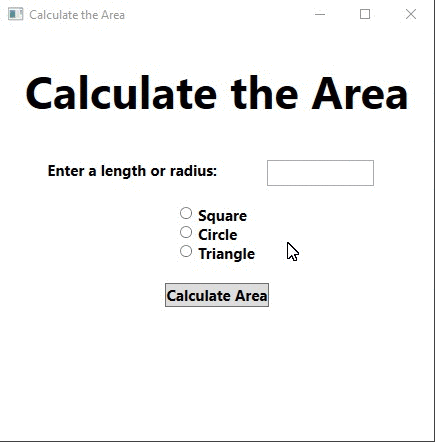 Calculate the Area
Calculate the Area
Enter a length or radius:
Square
Circle
Triangle
Calculate Area